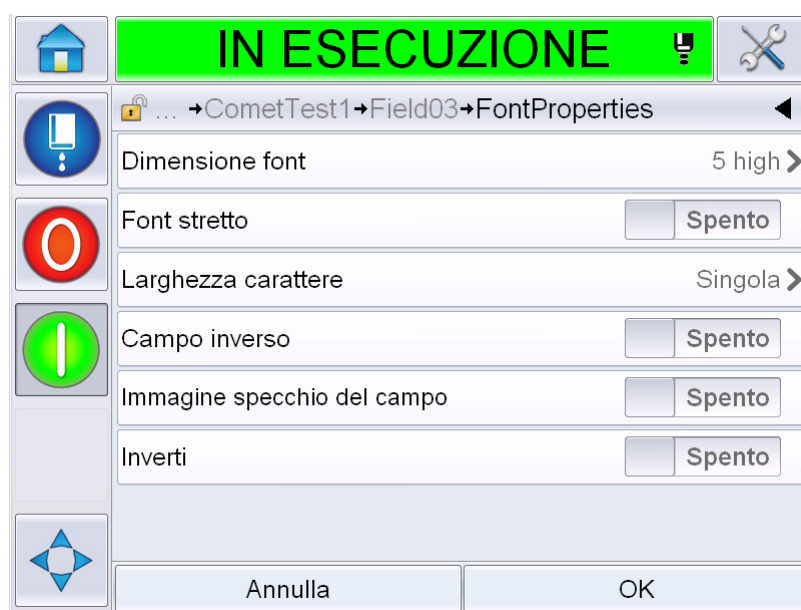 IN ESECUZIONE
... →CometTest1→Field03→FontProperties
Dimensione font 5 high
Font stretto Spento
Larghezza carattere Singola
Campo inverso Spento
Immagine specchio del campo Spento
Inverti Spento
Annulla OK